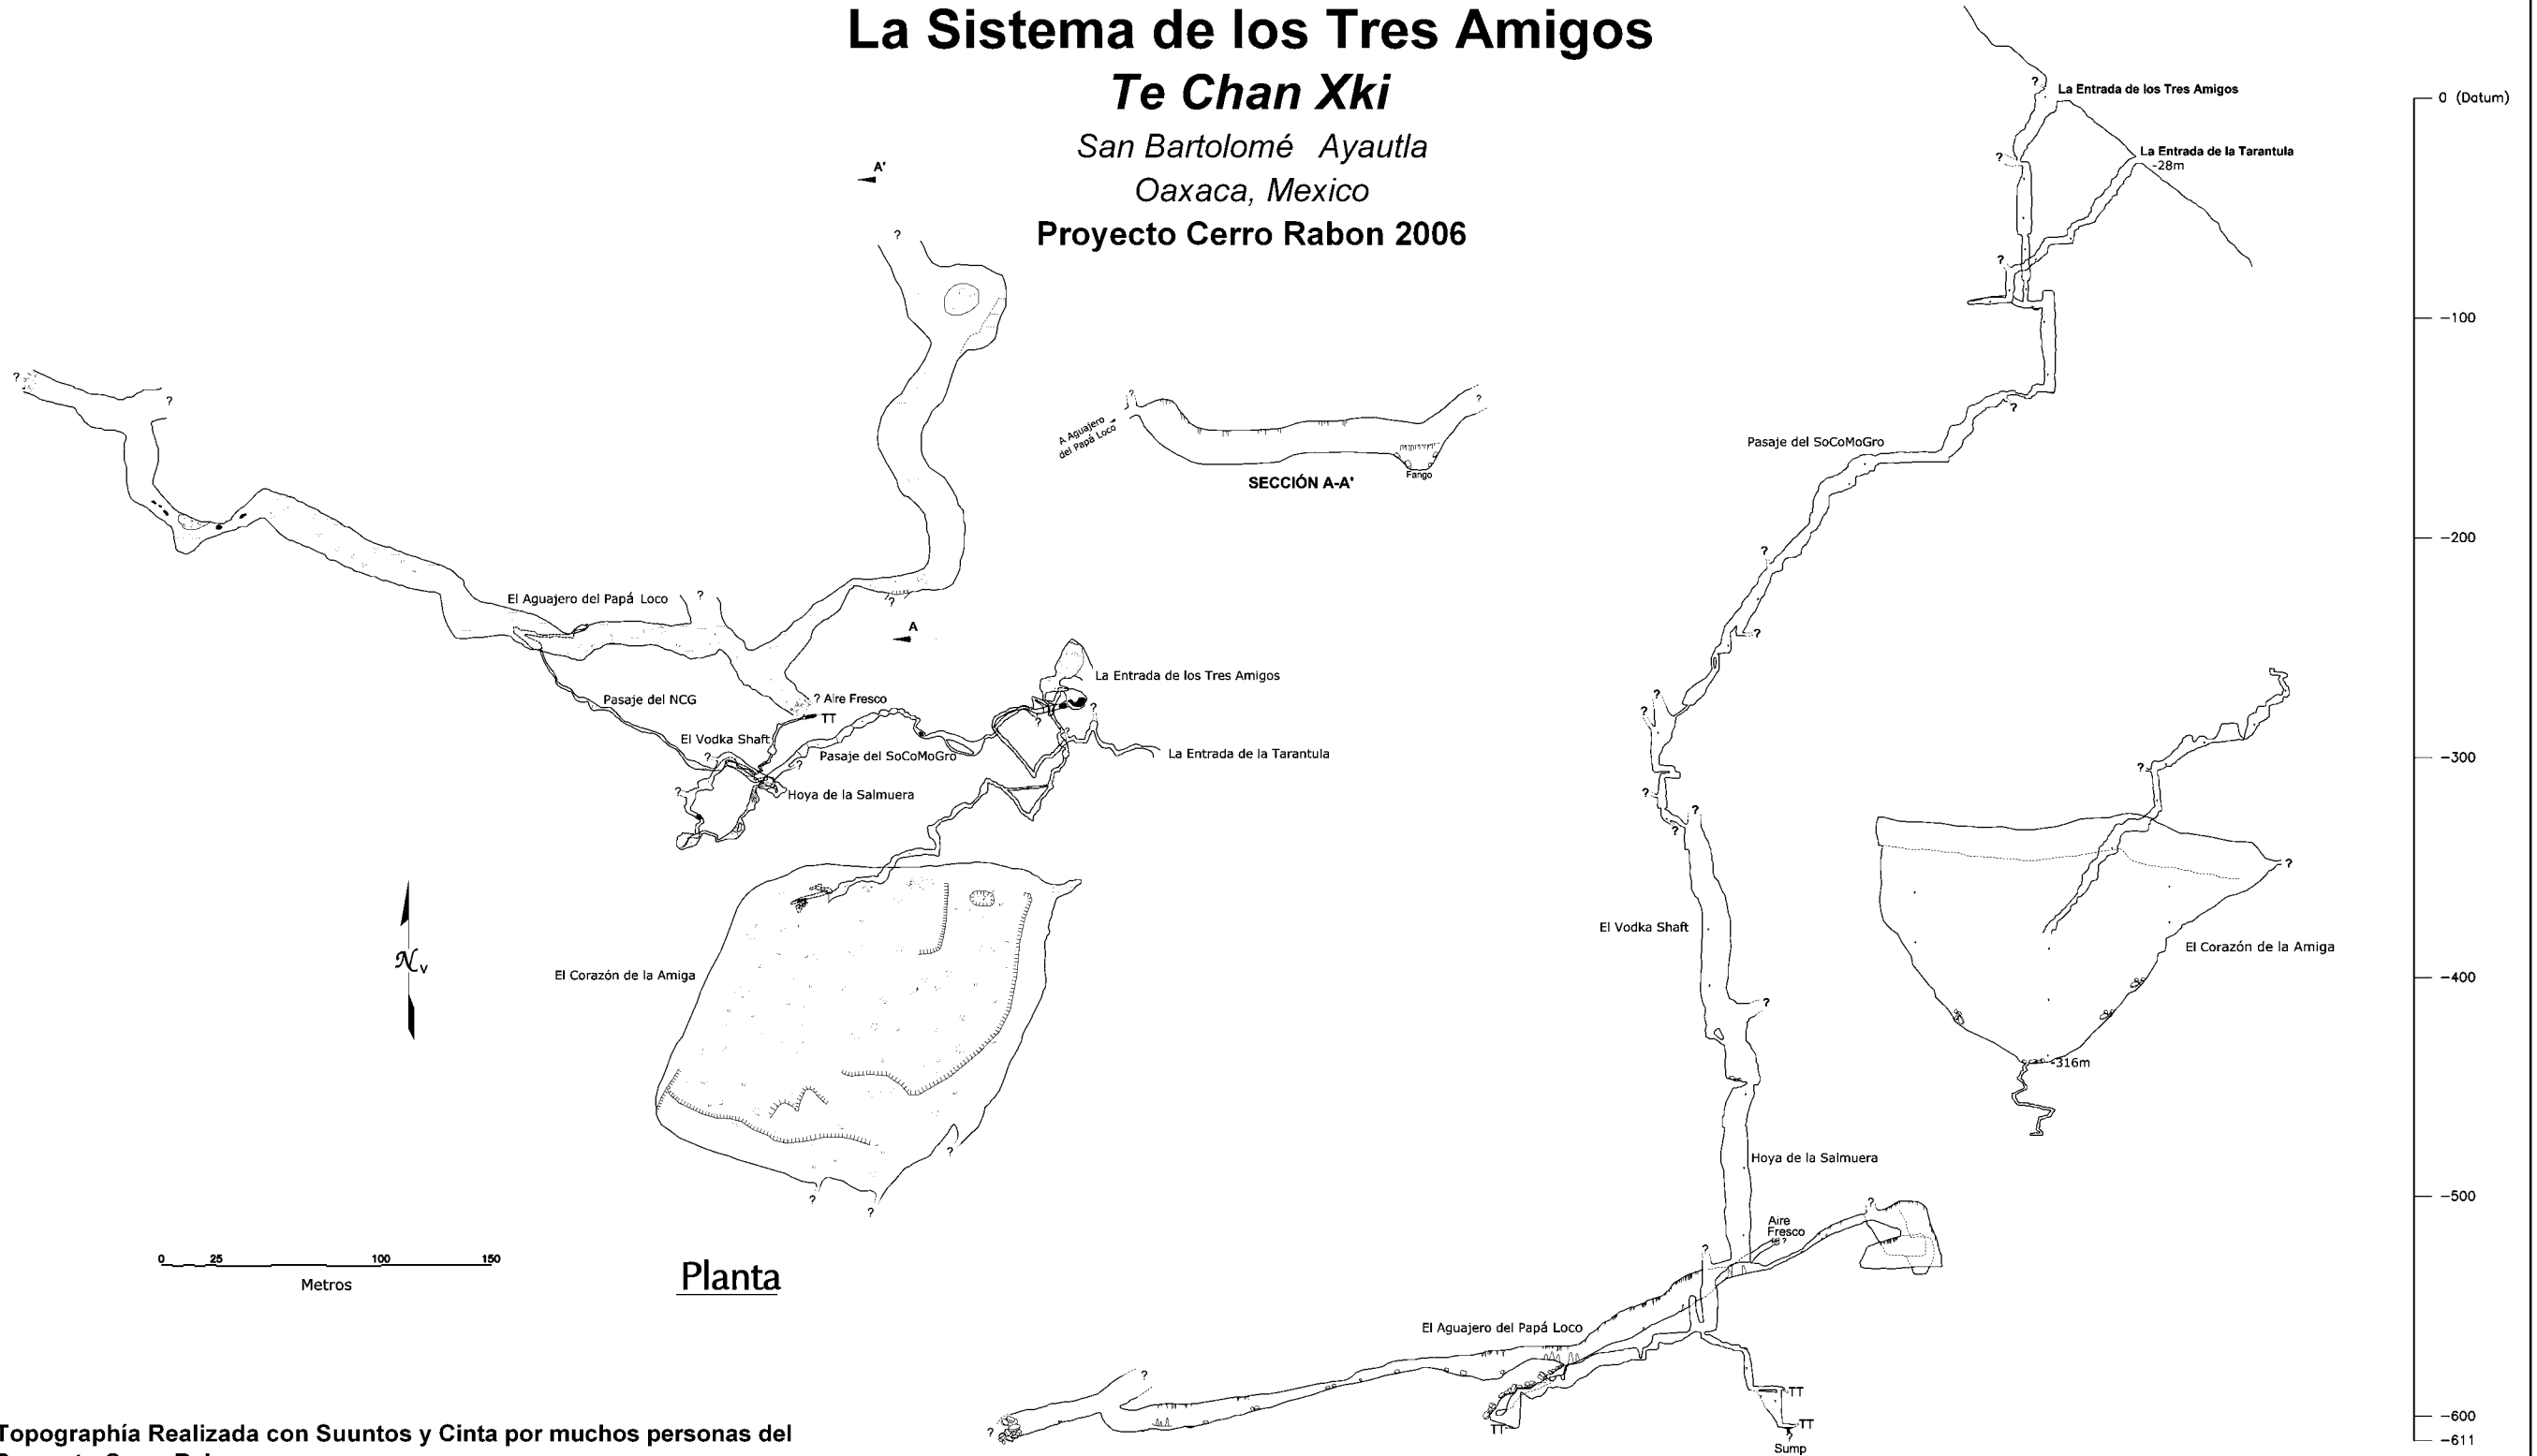 La Sistema de los Tres Amigos
Te Chan Xki
San Bartolomé Ayautla
Oaxaca, Mexico
Proyecto Cerro Rabon 2006
A'
?
?
?
A Aguajero
del Papá Loco
?
?
Fango
SECCIÓN A-A'
El Aguajero del Papá Loco
?
?
A
La Entrada de los Tres Amigos
Pasaje del NCG
? Aire Fresco
TT
?
?
?
El Vodka Shaft
?
?
Pasaje del SoCoMoGro
La Entrada de la Tarantula
?
Hoya de la Salmuera
N
V
El Corazón de la Amiga
?
?
?
0 25 100 150
Metros
Planta
?
La Entrada de los Tres Amigos
?
La Entrada de la Tarantula
-28m
?
?
Pasaje del SoCoMoGro
?
?
?
?
?
?
?
?
El Vodka Shaft
?
?
?
El Corazón de la Amiga
-316m
Hoya de la Salmuera
?
Aire
Fresco
?
?
El Aguajero del Papá Loco
?
?
TT
TT
TT
?
Sump
0 (Datum)
-100
-200
-300
-400
-500
-600
-611
Topographía Realizada con Suuntos y Cinta por muchos personas del